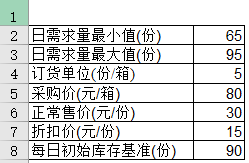 1
2 日需求量最小值(份) 65
3 日需求量最大值(份) 95
4 订货单位(份/箱) 5
5 采购价(元/箱) 80
6 正常售价(元/份) 30
7 折扣价(元/份) 15
8 每日初始库存基准(份) 90